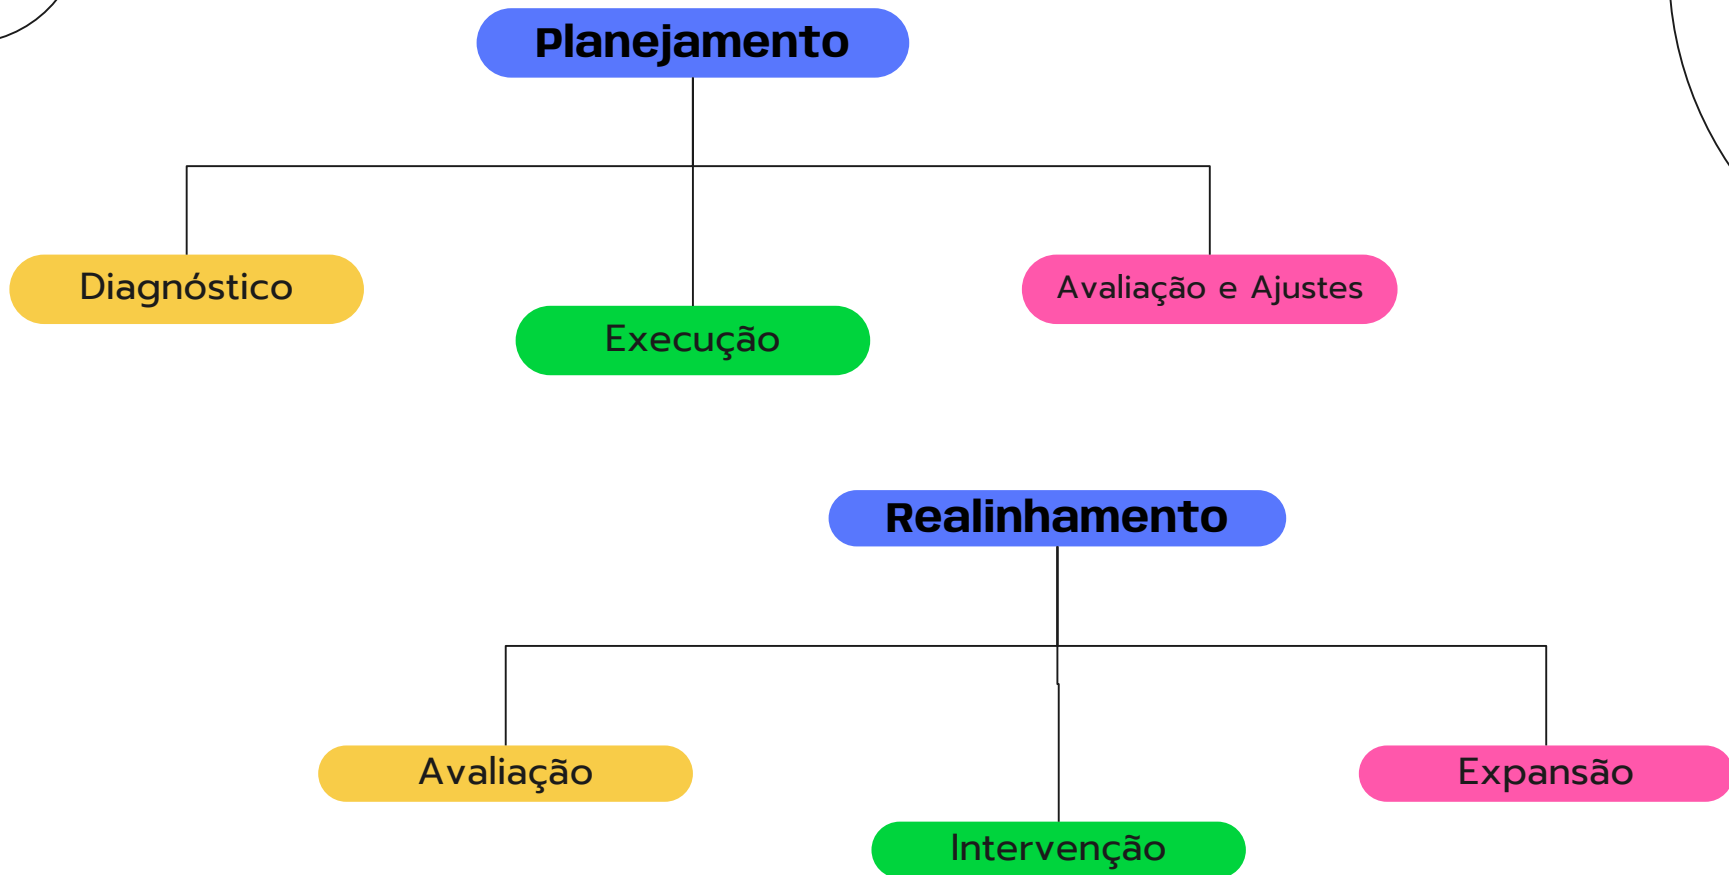 Planejamento
Diagnóstico
Execução
Avaliação e Ajustes
Realinhamento
Avaliação
Intervenção
Expansão